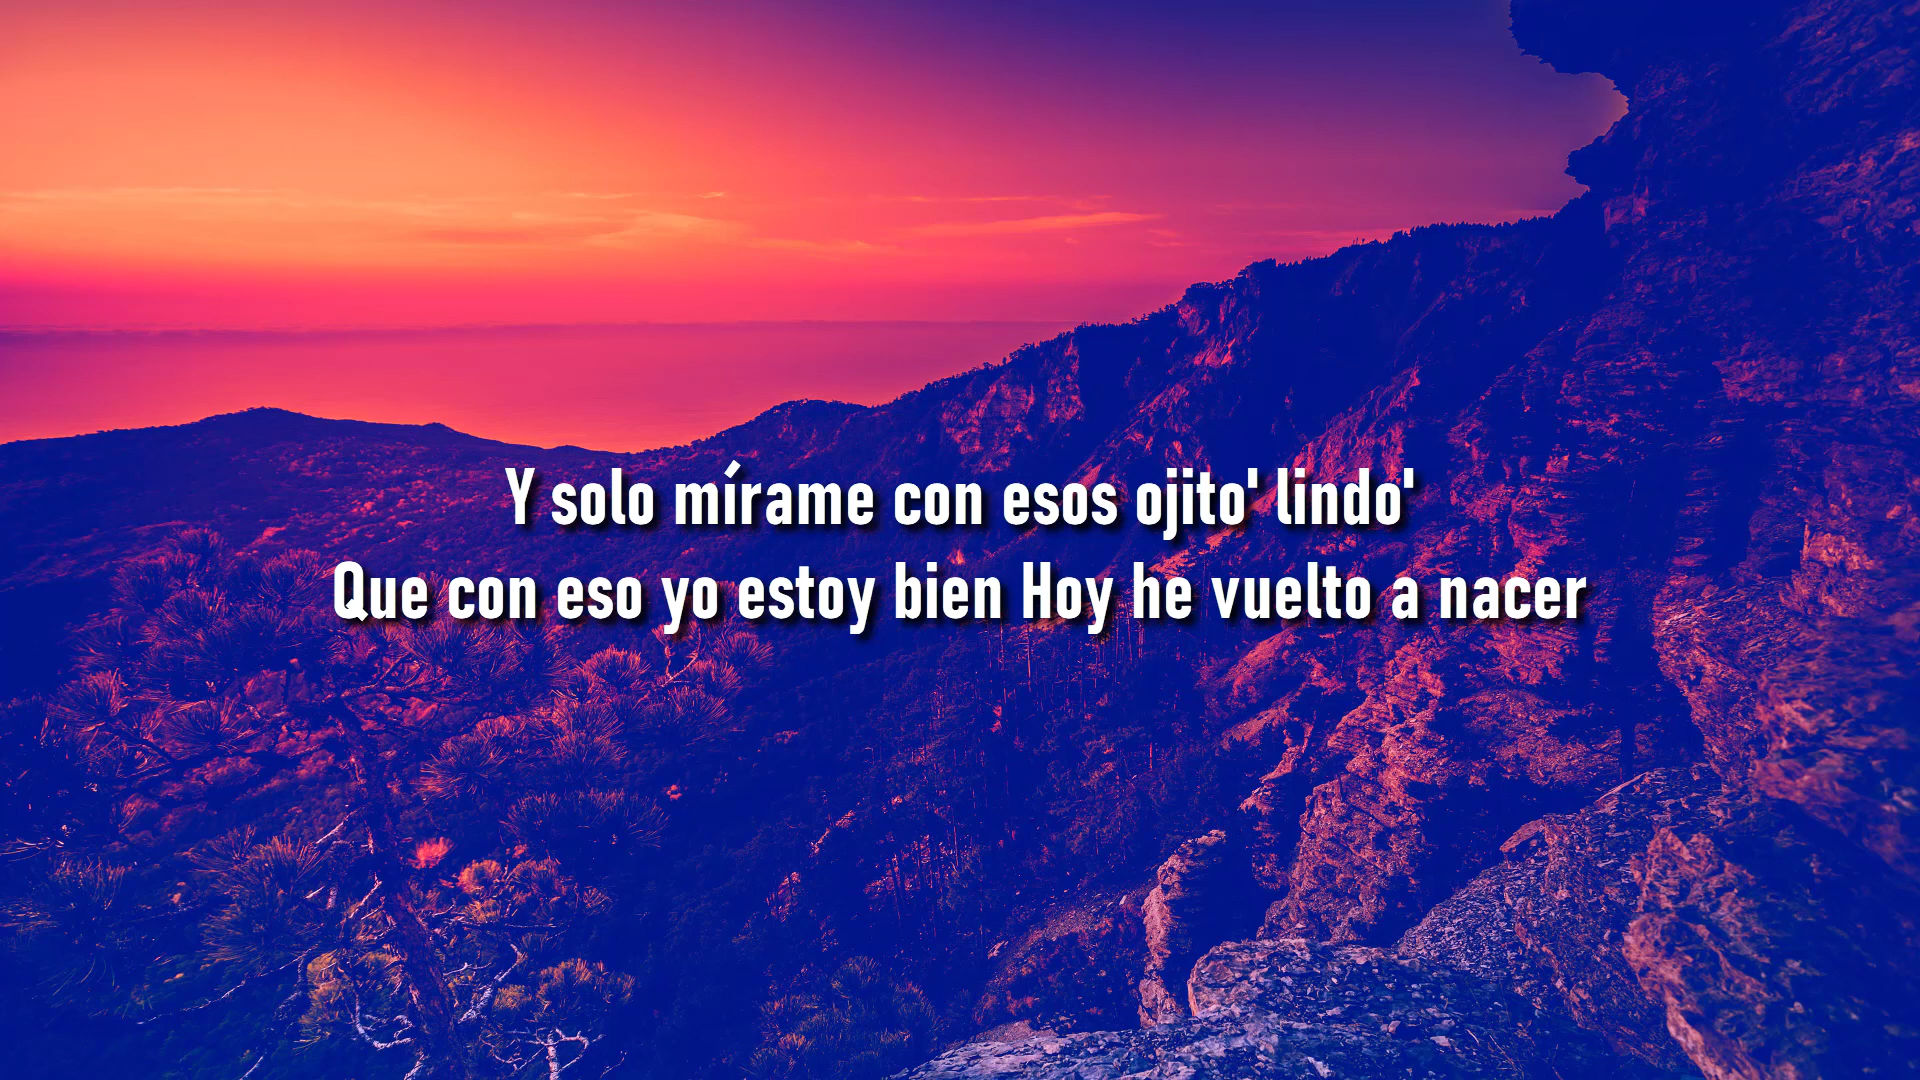 Y solo mírame con esos ojito' lindo'
Que con eso yo estoy bien Hoy he vuelto a nacer